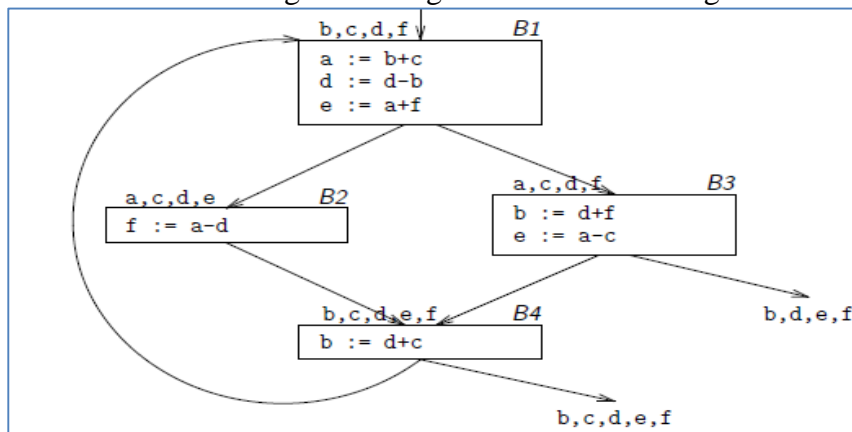 b,c,d,f B1
a := b+c
d := d-b
e := a+f
a,c,d,e B2
f := a-d
a,c,d,f B3
b := d+f
e := a-c
b,d,e,f
b,c,d,e,f B4
b := d+c
b,c,d,e,f